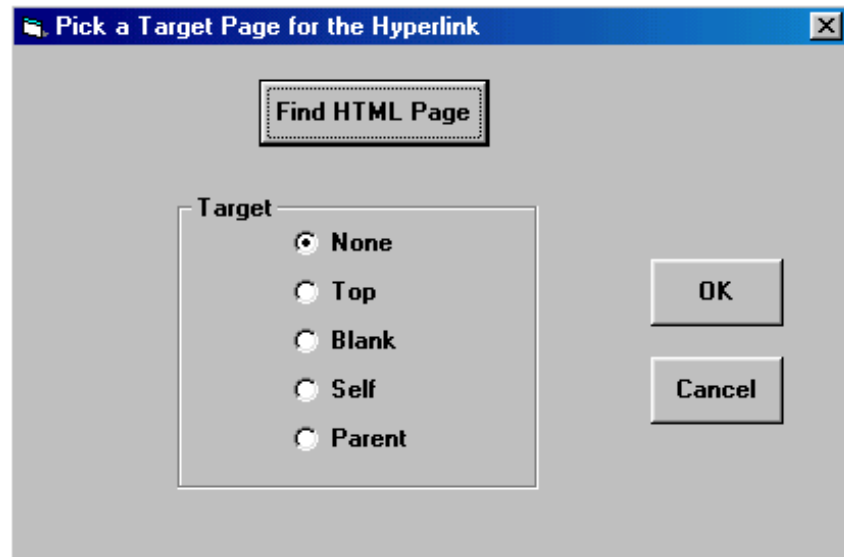 Pick a Target Page for the Hyperlink
Find HTML Page
Target
None
Top
Blank
Self
Parent
OK
Cancel